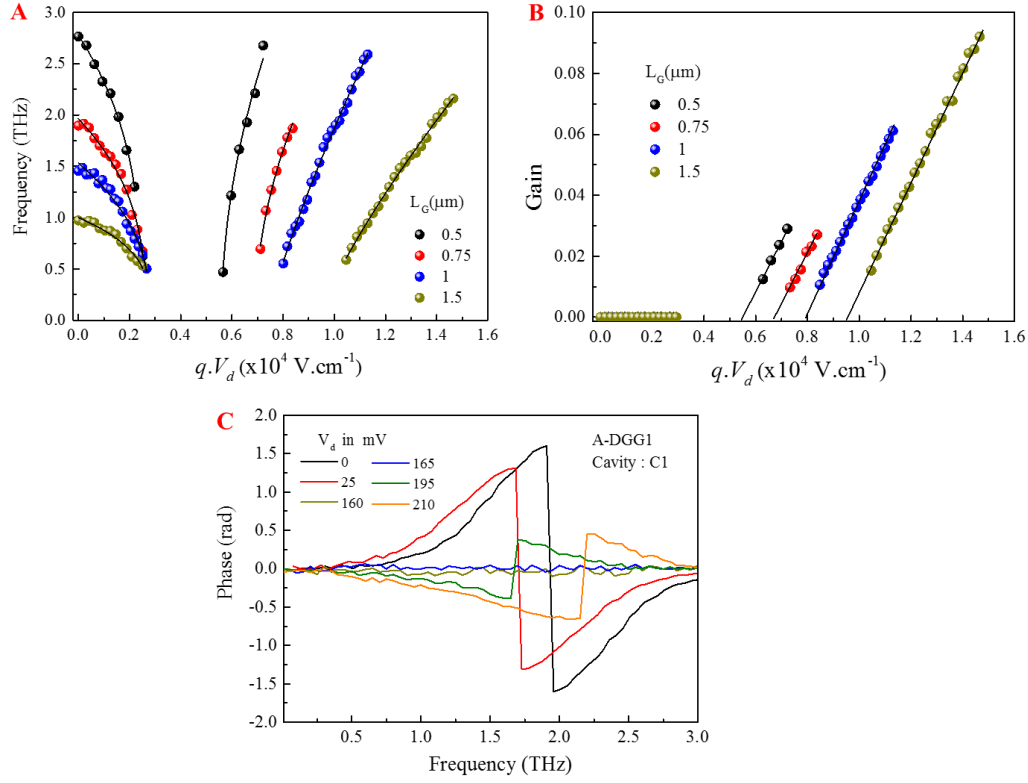 A
Frequency (THz)
3.0
2.5
2.0
1.5
1.0
0.5
0.0
0.0 0.2 0.4 0.6 0.8 1.0 1.2 1.4 1.6
q.V_d (x10⁴ V.cm⁻¹)
L_G(μm)
0.5
0.75
1
1.5
B
Gain
0.10
0.08
0.06
0.04
0.02
0.00
0.0 0.2 0.4 0.6 0.8 1.0 1.2 1.4 1.6
q.V_d (x10⁴ V.cm⁻¹)
L_G(μm)
0.5
0.75
1
1.5
C
Phase (rad)
2.0
1.5
1.0
0.5
0.0
-0.5
-1.0
-1.5
-2.0
V_d in mV
0 165
25 195
160 210
A-DGG1
Cavity : C1
0.5 1.0 1.5 2.0 2.5 3.0
Frequency (THz)